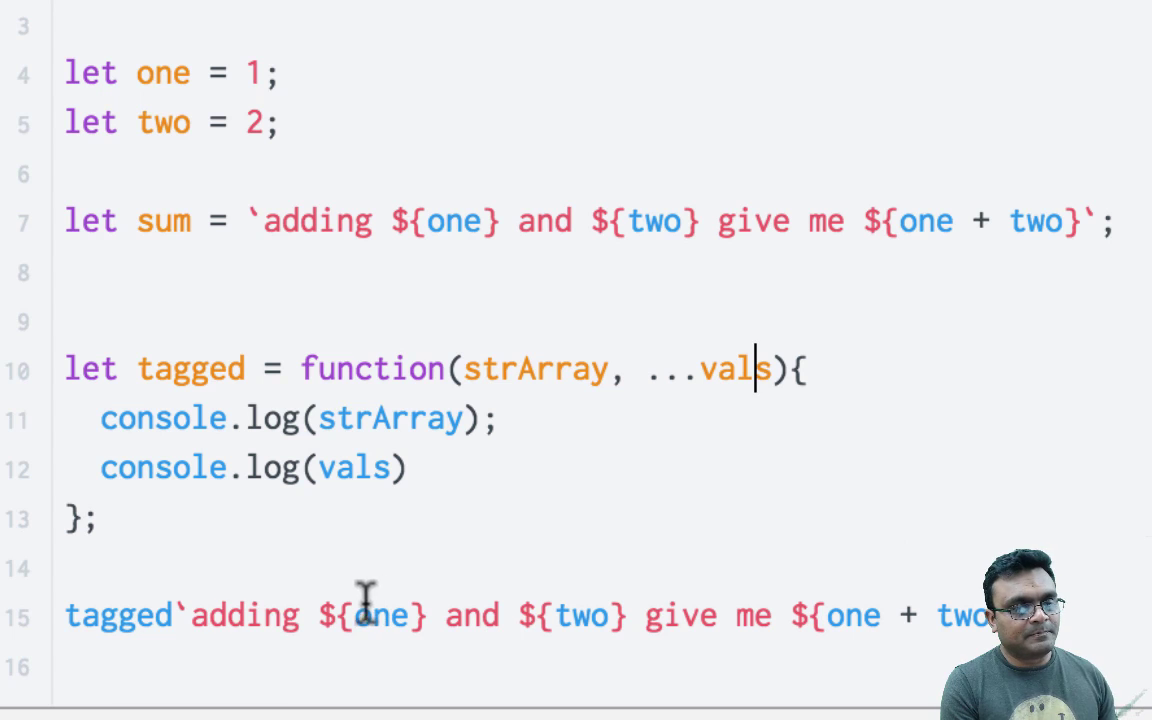 3
4 let one = 1;
5 let two = 2;
6
7 let sum = `adding ${one} and ${two} give me ${one + two}`;
8
9
10 let tagged = function(strArray, ...vals){
11 console.log(strArray);
12 console.log(vals)
13 };
14
15 tagged`adding ${one} and ${two} give me ${one + two
16